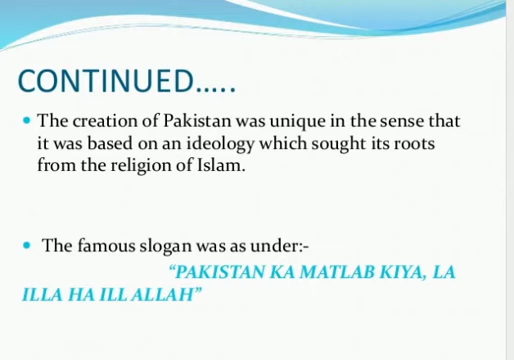 CONTINUED…..
The creation of Pakistan was unique in the sense that
it was based on an ideology which sought its roots
from the religion of Islam.
The famous slogan was as under:-
“PAKISTAN KA MATLAB KIYA, LA
ILLA HA ILL ALLAH”